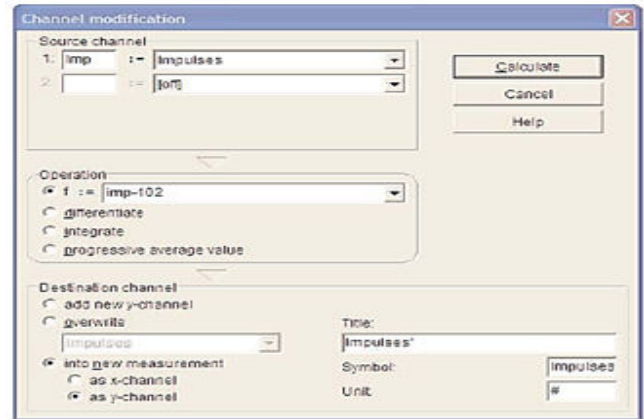 Channel modification
Source channel
1: imp := Impulses
2: := [off]
Calculate
Cancel
Help
Operation
f := imp-102
differentiate
integrate
progressive average value
Destination channel
add new y-channel
overwrite
Impulses
into new measurement
as x-channel
as y-channel
Title:
Impulses'
Symbol: Impulses
Unit: #